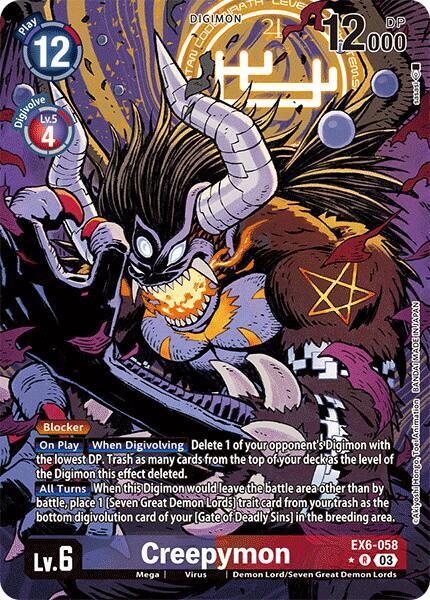 Play
12
DIGIMON
DP
12000
Digivolve
Lv.5
4
Blocker
On Play When Digivolving Delete 1 of your opponent's Digimon with
the lowest DP. Trash as many cards from the top of your deck as the level of
the Digimon this effect deleted.
All Turns When this Digimon would leave the battle area other than by
battle, place 1 [Seven Great Demon Lords] trait card from your trash as the
bottom digivolution card of your [Gate of Deadly Sins] in the breeding area.
©Akiyoshi Hongo, Toei Animation BANDAI MADE IN JAPAN
Lv.6
Creepymon
EX6-058
R 03
Mega Virus Demon Lord/Seven Great Demon Lords